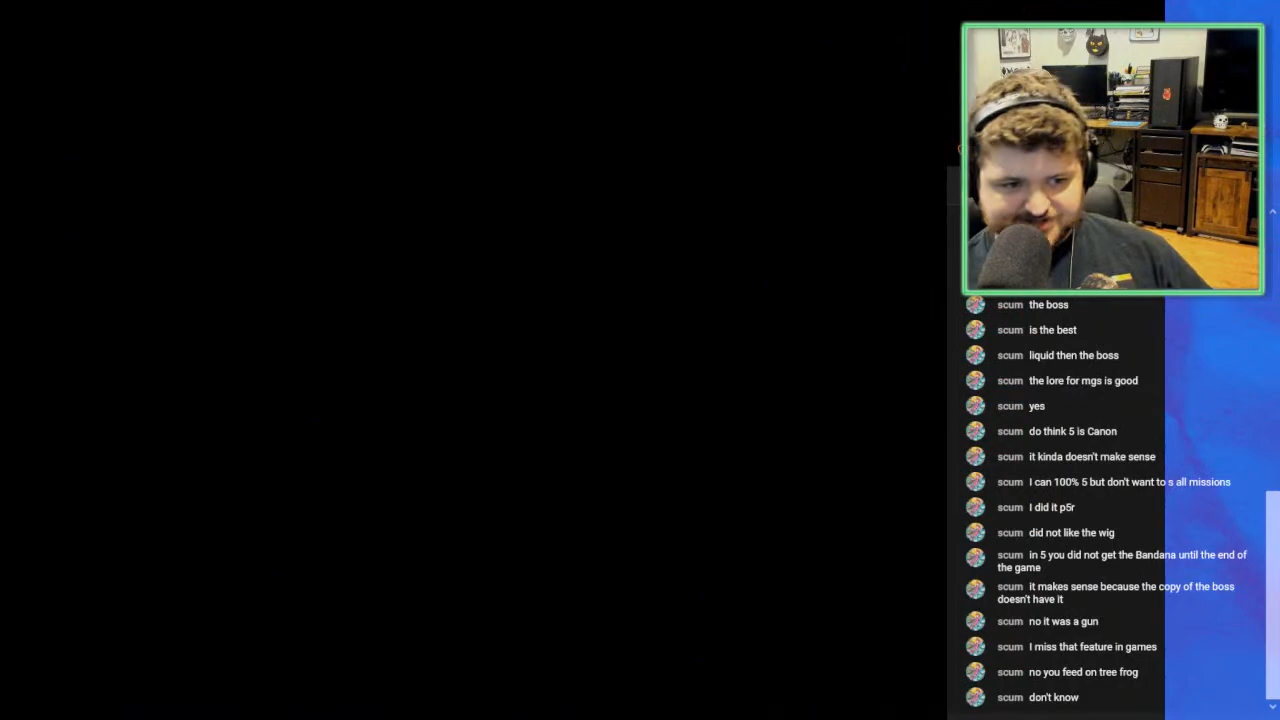 scum the boss
scum is the best
scum liquid then the boss
scum the lore for mgs is good
scum yes
scum do think 5 is Canon
scum it kinda doesn't make sense
scum I can 100% 5 but don't want to s all missions
scum I did it p5r
scum did not like the wig
scum in 5 you did not get the Bandana until the end of
the game
scum it makes sense because the copy of the boss
doesn't have it
scum no it was a gun
scum I miss that feature in games
scum no you feed on tree frog
scum don't know